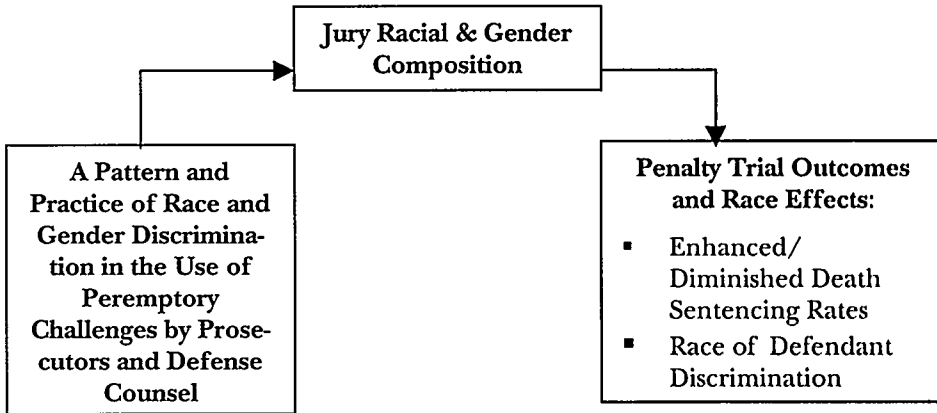 Jury Racial & Gender
Composition
A Pattern and
Practice of Race and
Gender Discrimina-
tion in the Use of
Peremptory
Challenges by Prose-
cutors and Defense
Counsel
Penalty Trial Outcomes
and Race Effects:
▪ Enhanced/
Diminished Death
Sentencing Rates
▪ Race of Defendant
Discrimination